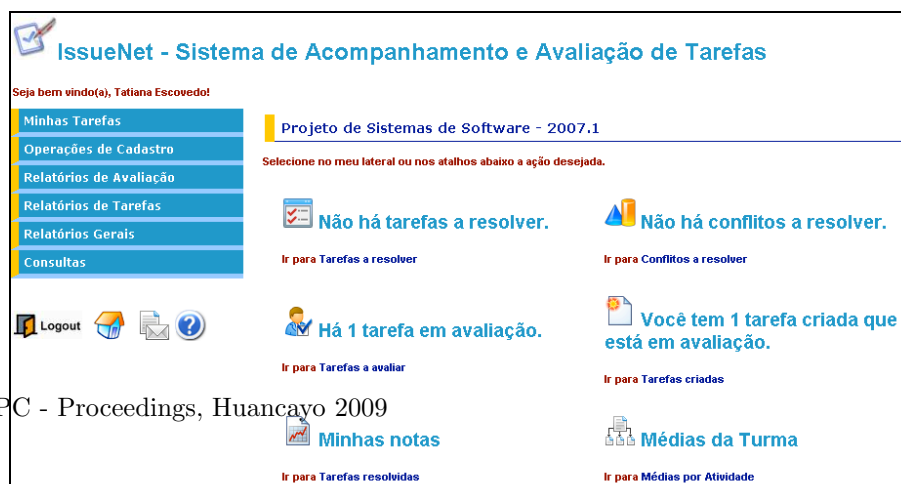 IssueNet - Sistema de Acompanhamento e Avaliação de Tarefas
Seja bem vindo(a), Tatiana Escovedo!
Minhas Tarefas
Operações de Cadastro
Relatórios de Avaliação
Relatórios de Tarefas
Relatórios Gerais
Consultas
Logout
Projeto de Sistemas de Software - 2007.1
Selecione no meu lateral ou nos atalhos abaixo a ação desejada.
Não há tarefas a resolver.
Ir para Tarefas a resolver
Não há conflitos a resolver.
Ir para Conflitos a resolver
Há 1 tarefa em avaliação.
Ir para Tarefas a avaliar
Você tem 1 tarefa criada que
está em avaliação.
Ir para Tarefas criadas
PC - Proceedings, Huancayo 2009
Minhas notas
Ir para Tarefas resolvidas
Médias da Turma
Ir para Médias por Atividade